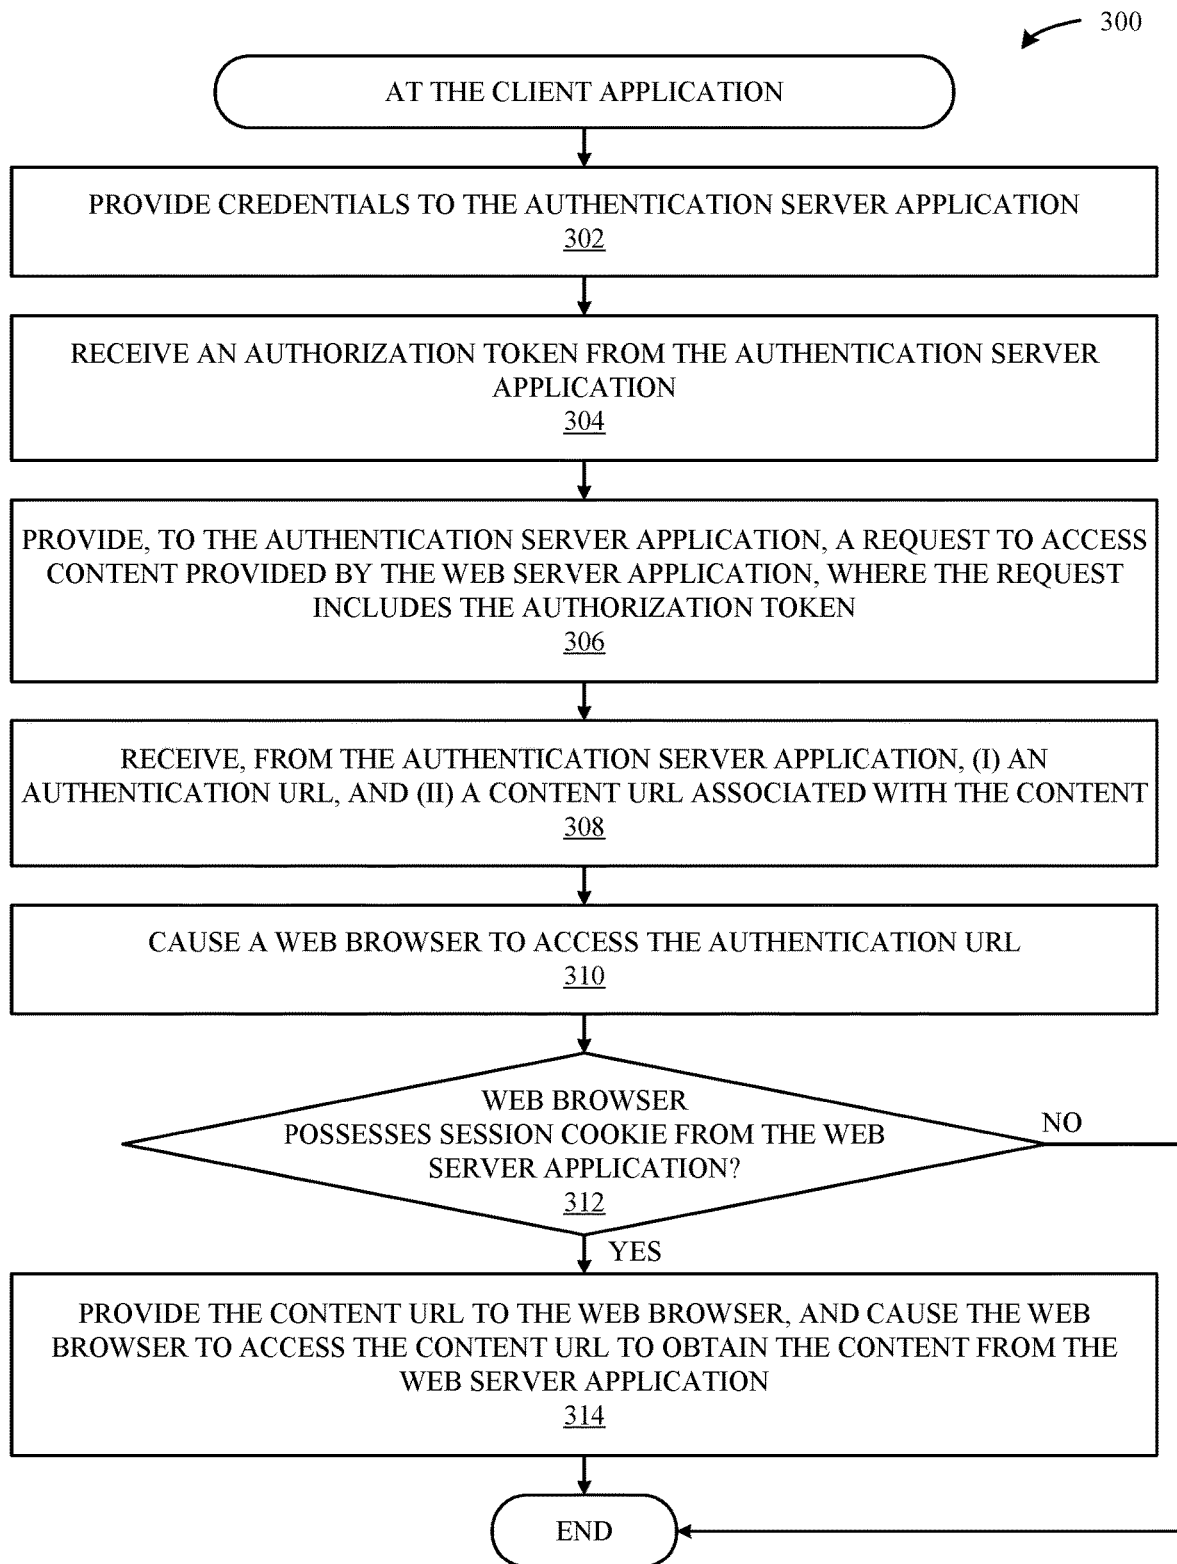 300
AT THE CLIENT APPLICATION
PROVIDE CREDENTIALS TO THE AUTHENTICATION SERVER APPLICATION
302
RECEIVE AN AUTHORIZATION TOKEN FROM THE AUTHENTICATION SERVER
APPLICATION
304
PROVIDE, TO THE AUTHENTICATION SERVER APPLICATION, A REQUEST TO ACCESS
CONTENT PROVIDED BY THE WEB SERVER APPLICATION, WHERE THE REQUEST
INCLUDES THE AUTHORIZATION TOKEN
306
RECEIVE, FROM THE AUTHENTICATION SERVER APPLICATION, (I) AN
AUTHENTICATION URL, AND (II) A CONTENT URL ASSOCIATED WITH THE CONTENT
308
CAUSE A WEB BROWSER TO ACCESS THE AUTHENTICATION URL
310
WEB BROWSER
POSSESSES SESSION COOKIE FROM THE WEB
SERVER APPLICATION?
312
NO
YES
PROVIDE THE CONTENT URL TO THE WEB BROWSER, AND CAUSE THE WEB
BROWSER TO ACCESS THE CONTENT URL TO OBTAIN THE CONTENT FROM THE
WEB SERVER APPLICATION
314
END